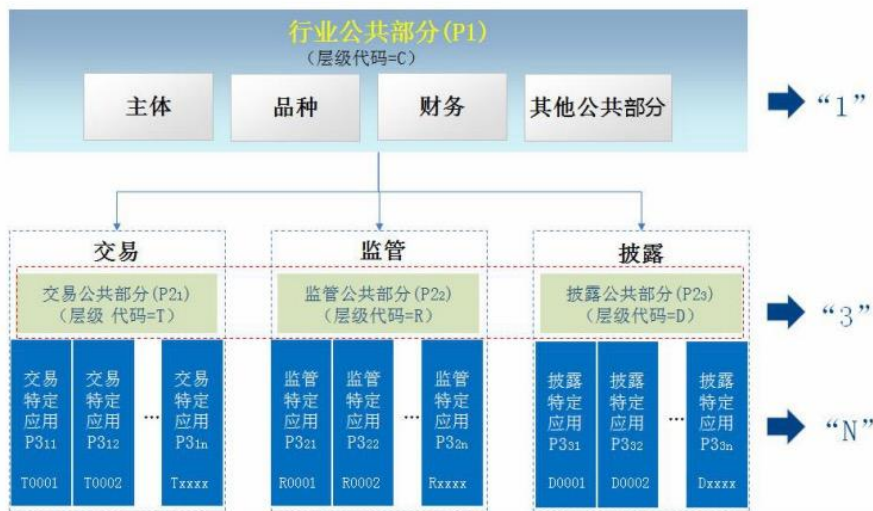 行业公共部分(P1)
（层级代码=C）
主体
品种
财务
其他公共部分
“1”
交易
监管
披露
交易公共部分(P2₁)
（层级 代码=T）
监管公共部分(P2₂)
（层级代码=R）
披露公共部分(P2₃)
（层级代码=D）
“3”
交易
特定
应用
P3₁₁
T0001
交易
特定
应用
P3₁₂
T0002
...
交易
特定
应用
P3₁ₙ
Txxxx
监管
特定
应用
P3₂₁
R0001
监管
特定
应用
P3₂₂
R0002
...
监管
特定
应用
P3₂ₙ
Rxxxx
披露
特定
应用
P3₃₁
D0001
披露
特定
应用
P3₃₂
D0002
...
披露
特定
应用
P3₃ₙ
Dxxxx
“N”